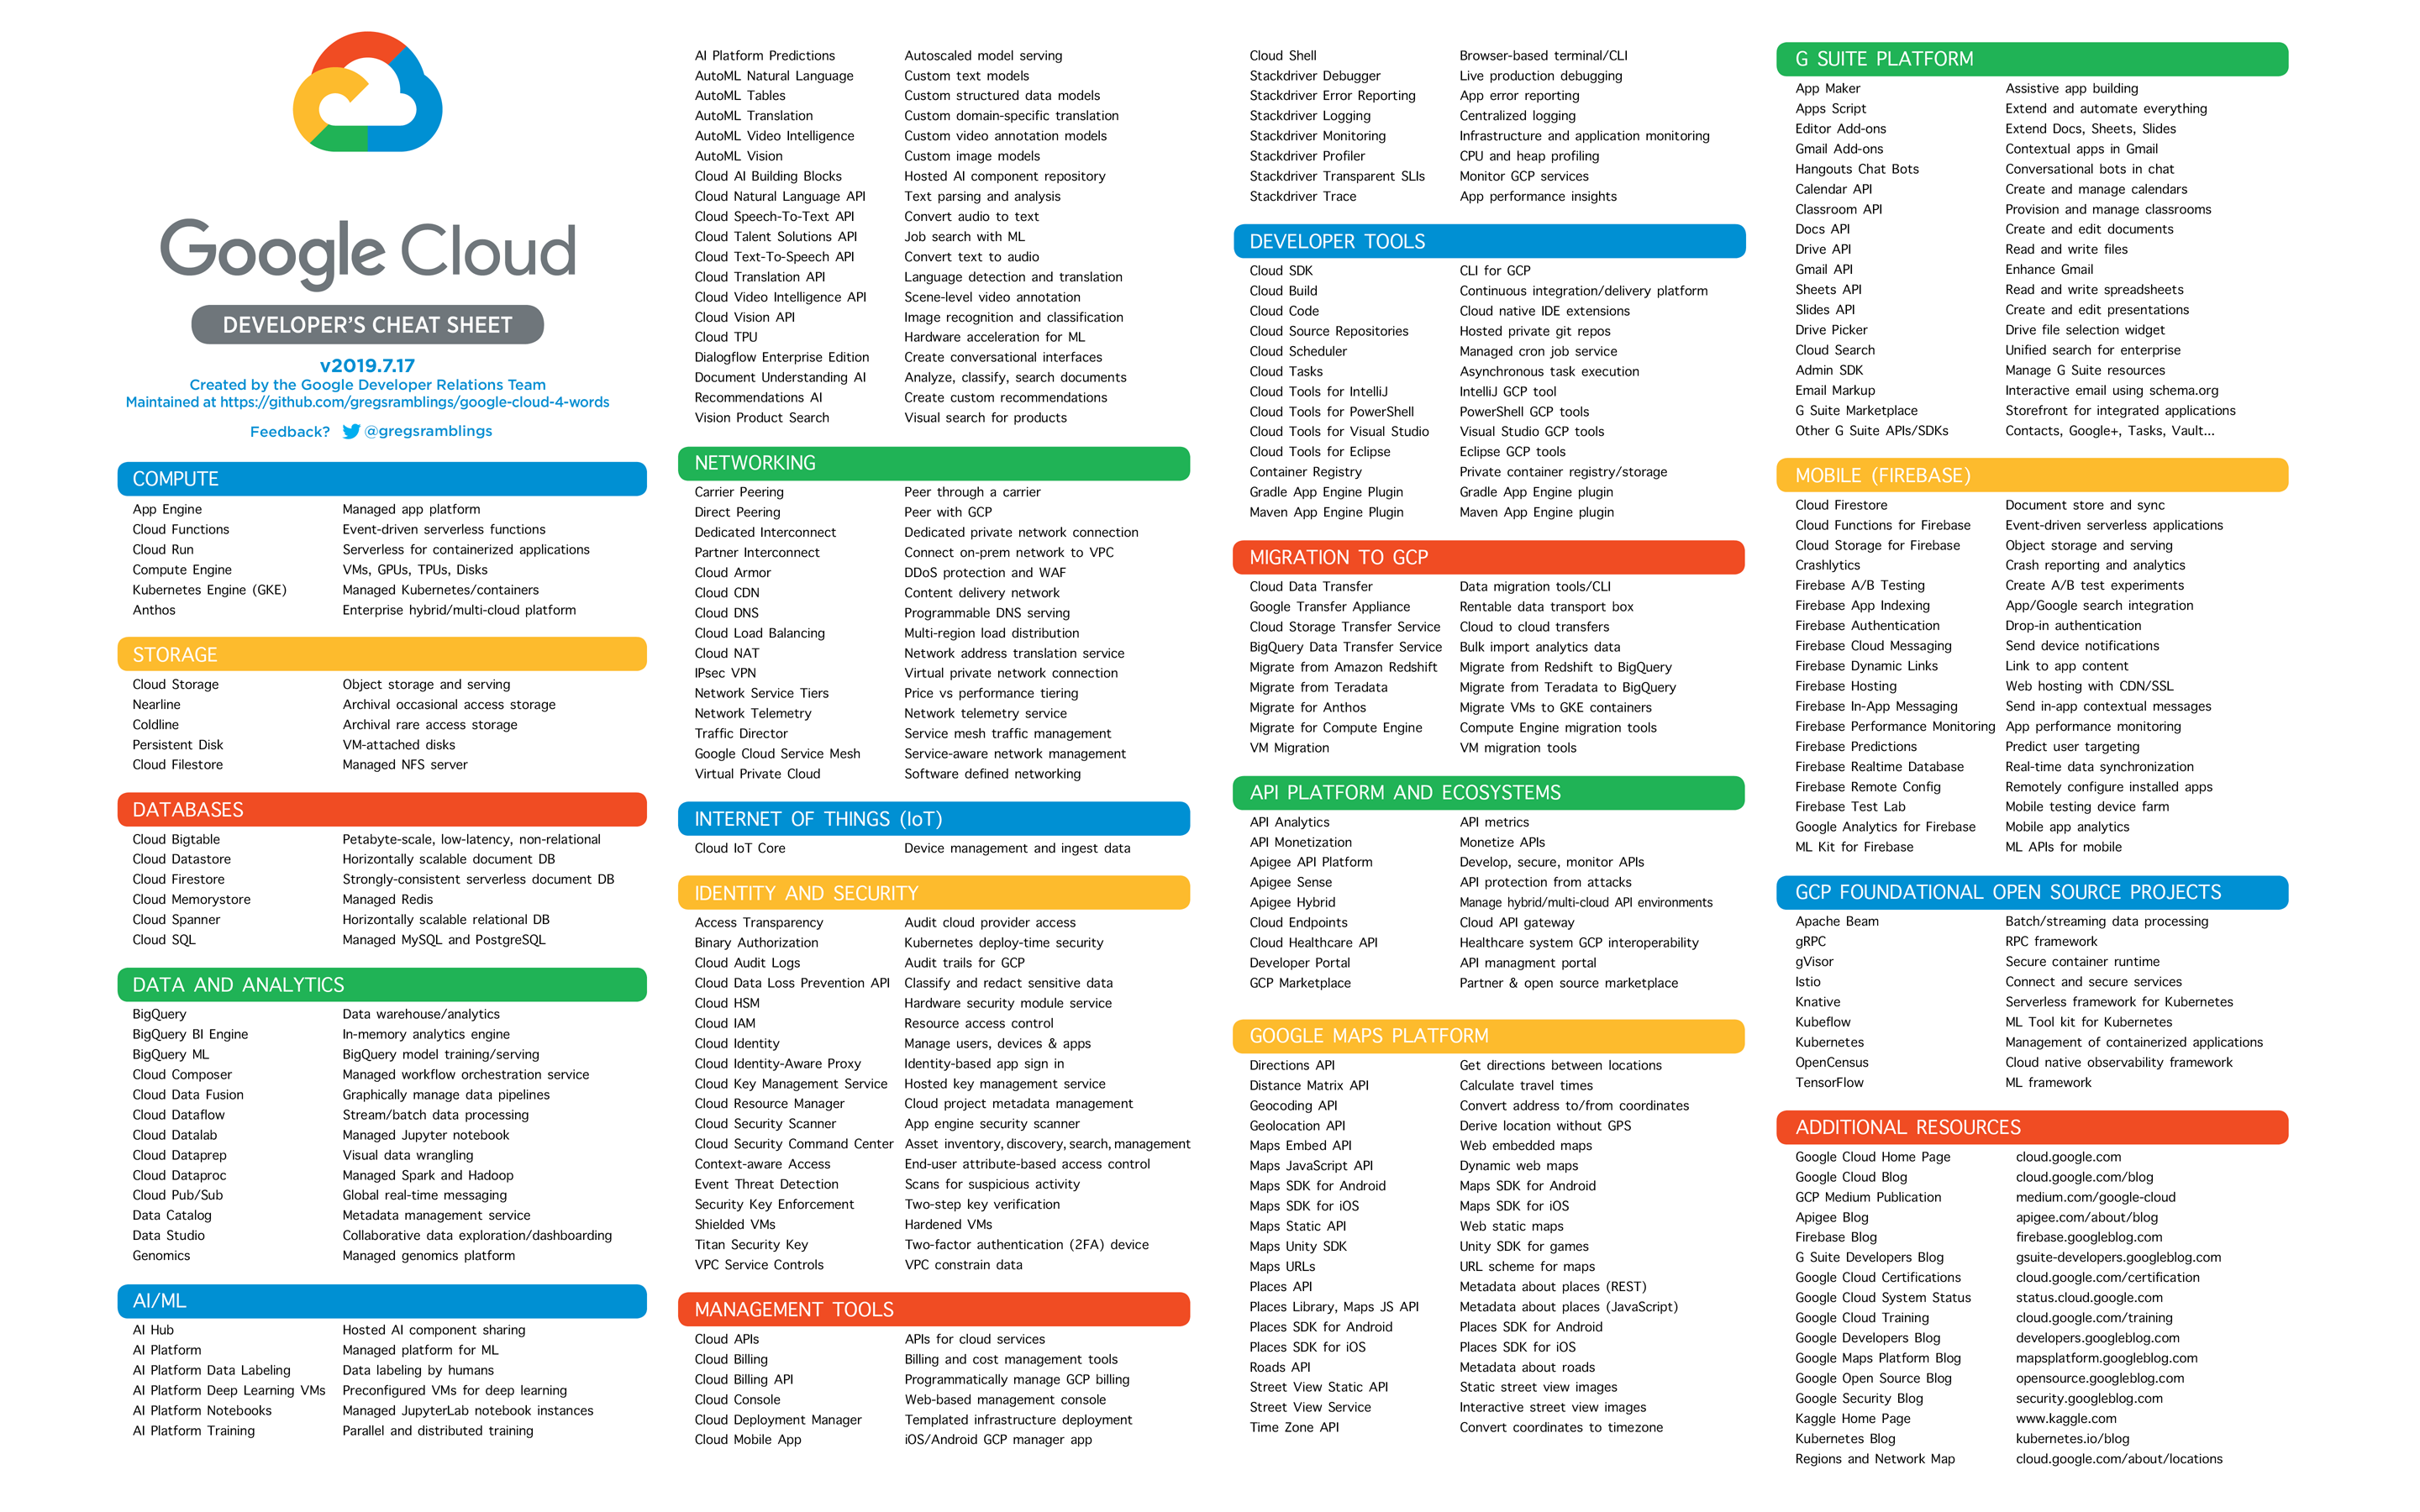 Google Cloud
DEVELOPER'S CHEAT SHEET
v2019.7.17
Created by the Google Developer Relations Team
Maintained at https://github.com/gregsramblings/google-cloud-4-words
Feedback? @gregsramblings
COMPUTE
App Engine Managed app platform
Cloud Functions Event-driven serverless functions
Cloud Run Serverless for containerized applications
Compute Engine VMs, GPUs, TPUs, Disks
Kubernetes Engine (GKE) Managed Kubernetes/containers
Anthos Enterprise hybrid/multi-cloud platform
STORAGE
Cloud Storage Object storage and serving
Nearline Archival occasional access storage
Coldline Archival rare access storage
Persistent Disk VM-attached disks
Cloud Filestore Managed NFS server
DATABASES
Cloud Bigtable Petabyte-scale, low-latency, non-relational
Cloud Datastore Horizontally scalable document DB
Cloud Firestore Strongly-consistent serverless document DB
Cloud Memorystore Managed Redis
Cloud Spanner Horizontally scalable relational DB
Cloud SQL Managed MySQL and PostgreSQL
DATA AND ANALYTICS
BigQuery Data warehouse/analytics
BigQuery BI Engine In-memory analytics engine
BigQuery ML BigQuery model training/serving
Cloud Composer Managed workflow orchestration service
Cloud Data Fusion Graphically manage data pipelines
Cloud Dataflow Stream/batch data processing
Cloud Datalab Managed Jupyter notebook
Cloud Dataprep Visual data wrangling
Cloud Dataproc Managed Spark and Hadoop
Cloud Pub/Sub Global real-time messaging
Data Catalog Metadata management service
Data Studio Collaborative data exploration/dashboarding
Genomics Managed genomics platform
AI/ML
AI Hub Hosted AI component sharing
AI Platform Managed platform for ML
AI Platform Data Labeling Data labeling by humans
AI Platform Deep Learning VMs Preconfigured VMs for deep learning
AI Platform Notebooks Managed JupyterLab notebook instances
AI Platform Training Parallel and distributed training
AI Platform Predictions Autoscaled model serving
AutoML Natural Language Custom text models
AutoML Tables Custom structured data models
AutoML Translation Custom domain-specific translation
AutoML Video Intelligence Custom video annotation models
AutoML Vision Custom image models
Cloud AI Building Blocks Hosted AI component repository
Cloud Natural Language API Text parsing and analysis
Cloud Speech-To-Text API Convert audio to text
Cloud Talent Solutions API Job search with ML
Cloud Text-To-Speech API Convert text to audio
Cloud Translation API Language detection and translation
Cloud Video Intelligence API Scene-level video annotation
Cloud Vision API Image recognition and classification
Cloud TPU Hardware acceleration for ML
Dialogflow Enterprise Edition Create conversational interfaces
Document Understanding AI Analyze, classify, search documents
Recommendations AI Create custom recommendations
Vision Product Search Visual search for products
NETWORKING
Carrier Peering Peer through a carrier
Direct Peering Peer with GCP
Dedicated Interconnect Dedicated private network connection
Partner Interconnect Connect on-prem network to VPC
Cloud Armor DDoS protection and WAF
Cloud CDN Content delivery network
Cloud DNS Programmable DNS serving
Cloud Load Balancing Multi-region load distribution
Cloud NAT Network address translation service
IPsec VPN Virtual private network connection
Network Service Tiers Price vs performance tiering
Network Telemetry Network telemetry service
Traffic Director Service mesh traffic management
Google Cloud Service Mesh Service-aware network management
Virtual Private Cloud Software defined networking
INTERNET OF THINGS (IoT)
Cloud IoT Core Device management and ingest data
IDENTITY AND SECURITY
Access Transparency Audit cloud provider access
Binary Authorization Kubernetes deploy-time security
Cloud Audit Logs Audit trails for GCP
Cloud Data Loss Prevention API Classify and redact sensitive data
Cloud HSM Hardware security module service
Cloud IAM Resource access control
Cloud Identity Manage users, devices & apps
Cloud Identity-Aware Proxy Identity-based app sign in
Cloud Key Management Service Hosted key management service
Cloud Resource Manager Cloud project metadata management
Cloud Security Scanner App engine security scanner
Cloud Security Command Center Asset inventory, discovery, search, management
Context-aware Access End-user attribute-based access control
Event Threat Detection Scans for suspicious activity
Security Key Enforcement Two-step key verification
Shielded VMs Hardened VMs
Titan Security Key Two-factor authentication (2FA) device
VPC Service Controls VPC constrain data
MANAGEMENT TOOLS
Cloud APIs APIs for cloud services
Cloud Billing Billing and cost management tools
Cloud Billing API Programmatically manage GCP billing
Cloud Console Web-based management console
Cloud Deployment Manager Templated infrastructure deployment
Cloud Mobile App iOS/Android GCP manager app
Cloud Shell Browser-based terminal/CLI
Stackdriver Debugger Live production debugging
Stackdriver Error Reporting App error reporting
Stackdriver Logging Centralized logging
Stackdriver Monitoring Infrastructure and application monitoring
Stackdriver Profiler CPU and heap profiling
Stackdriver Transparent SLIs Monitor GCP services
Stackdriver Trace App performance insights
DEVELOPER TOOLS
Cloud SDK CLI for GCP
Cloud Build Continuous integration/delivery platform
Cloud Code Cloud native IDE extensions
Cloud Source Repositories Hosted private git repos
Cloud Scheduler Managed cron job service
Cloud Tasks Asynchronous task execution
Cloud Tools for IntelliJ IntelliJ GCP tool
Cloud Tools for PowerShell PowerShell GCP tools
Cloud Tools for Visual Studio Visual Studio GCP tools
Cloud Tools for Eclipse Eclipse GCP tools
Container Registry Private container registry/storage
Gradle App Engine Plugin Gradle App Engine plugin
Maven App Engine Plugin Maven App Engine plugin
MIGRATION TO GCP
Cloud Data Transfer Data migration tools/CLI
Google Transfer Appliance Rentable data transport box
Cloud Storage Transfer Service Cloud to cloud transfers
BigQuery Data Transfer Service Bulk import analytics data
Migrate from Amazon Redshift Migrate from Redshift to BigQuery
Migrate from Teradata Migrate from Teradata to BigQuery
Migrate for Anthos Migrate VMs to GKE containers
Migrate for Compute Engine Compute Engine migration tools
VM Migration VM migration tools
API PLATFORM AND ECOSYSTEMS
API Analytics API metrics
API Monetization Monetize APIs
Apigee API Platform Develop, secure, monitor APIs
Apigee Sense API protection from attacks
Apigee Hybrid Manage hybrid/multi-cloud API environments
Cloud Endpoints Cloud API gateway
Cloud Healthcare API Healthcare system GCP interoperability
Developer Portal API managment portal
GCP Marketplace Partner & open source marketplace
GOOGLE MAPS PLATFORM
Directions API Get directions between locations
Distance Matrix API Calculate travel times
Geocoding API Convert address to/from coordinates
Geolocation API Derive location without GPS
Maps Embed API Web embedded maps
Maps JavaScript API Dynamic web maps
Maps SDK for Android Maps SDK for Android
Maps SDK for iOS Maps SDK for iOS
Maps Static API Web static maps
Maps Unity SDK Unity SDK for games
Maps URLs URL scheme for maps
Places API Metadata about places (REST)
Places Library, Maps JS API Metadata about places (JavaScript)
Places SDK for Android Places SDK for Android
Places SDK for iOS Places SDK for iOS
Roads API Metadata about roads
Street View Static API Static street view images
Street View Service Interactive street view images
Time Zone API Convert coordinates to timezone
G SUITE PLATFORM
App Maker Assistive app building
Apps Script Extend and automate everything
Editor Add-ons Extend Docs, Sheets, Slides
Gmail Add-ons Contextual apps in Gmail
Hangouts Chat Bots Conversational bots in chat
Calendar API Create and manage calendars
Classroom API Provision and manage classrooms
Docs API Create and edit documents
Drive API Read and write files
Gmail API Enhance Gmail
Sheets API Read and write spreadsheets
Slides API Create and edit presentations
Drive Picker Drive file selection widget
Cloud Search Unified search for enterprise
Admin SDK Manage G Suite resources
Email Markup Interactive email using schema.org
G Suite Marketplace Storefront for integrated applications
Other G Suite APIs/SDKs Contacts, Google+, Tasks, Vault...
MOBILE (FIREBASE)
Cloud Firestore Document store and sync
Cloud Functions for Firebase Event-driven serverless applications
Cloud Storage for Firebase Object storage and serving
Crashlytics Crash reporting and analytics
Firebase A/B Testing Create A/B test experiments
Firebase App Indexing App/Google search integration
Firebase Authentication Drop-in authentication
Firebase Cloud Messaging Send device notifications
Firebase Dynamic Links Link to app content
Firebase Hosting Web hosting with CDN/SSL
Firebase In-App Messaging Send in-app contextual messages
Firebase Performance Monitoring App performance monitoring
Firebase Predictions Predict user targeting
Firebase Realtime Database Real-time data synchronization
Firebase Remote Config Remotely configure installed apps
Firebase Test Lab Mobile testing device farm
Google Analytics for Firebase Mobile app analytics
ML Kit for Firebase ML APIs for mobile
GCP FOUNDATIONAL OPEN SOURCE PROJECTS
Apache Beam Batch/streaming data processing
gRPC RPC framework
gVisor Secure container runtime
Istio Connect and secure services
Knative Serverless framework for Kubernetes
Kubeflow ML Tool kit for Kubernetes
Kubernetes Management of containerized applications
OpenCensus Cloud native observability framework
TensorFlow ML framework
ADDITIONAL RESOURCES
Google Cloud Home Page cloud.google.com
Google Cloud Blog cloud.google.com/blog
GCP Medium Publication medium.com/google-cloud
Apigee Blog apigee.com/about/blog
Firebase Blog firebase.googleblog.com
G Suite Developers Blog gsuite-developers.googleblog.com
Google Cloud Certifications cloud.google.com/certification
Google Cloud System Status status.cloud.google.com
Google Cloud Training cloud.google.com/training
Google Developers Blog developers.googleblog.com
Google Maps Platform Blog mapsplatform.googleblog.com
Google Open Source Blog opensource.googleblog.com
Google Security Blog security.googleblog.com
Kaggle Home Page www.kaggle.com
Kubernetes Blog kubernetes.io/blog
Regions and Network Map cloud.google.com/about/locations